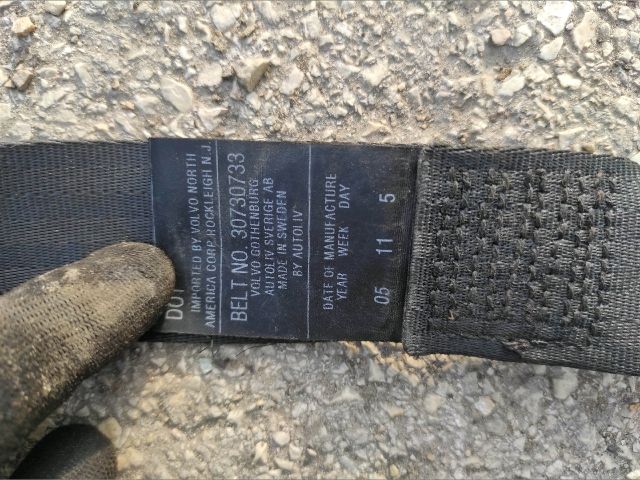 DOT
IMPORTED BY VOLVO NORTH
AMERICA CORP. ROCKLEIGH N.J.
BELT NO. 30730733
VOLVO GOTHENBURG
AUTOLIV SVERIGE AB
MADE IN SWEDEN
BY AUTOLIV
DATE OF MANUFACTURE
YEAR WEEK DAY
05 11 5